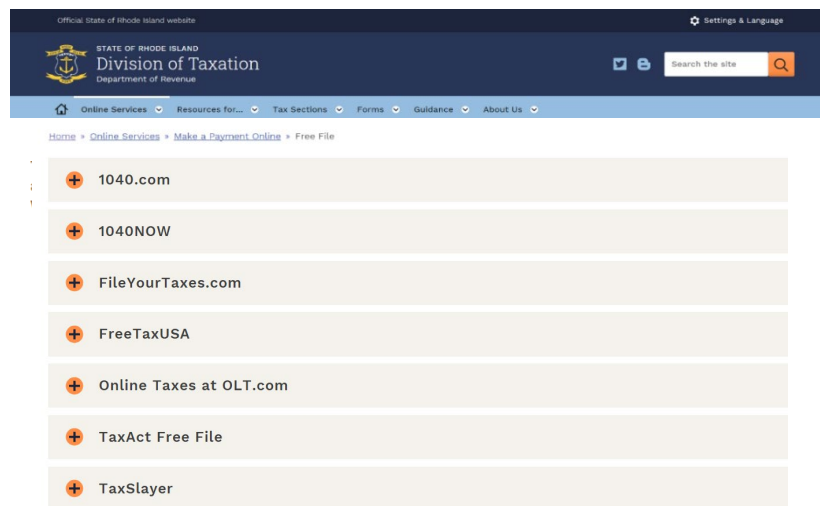 Official State of Rhode Island website
Settings & Language
STATE OF RHODE ISLAND
Division of Taxation
Department of Revenue
Search the site
Online Services Resources for... Tax Sections Forms Guidance About Us
Home » Online Services » Make a Payment Online » Free File
1040.com
1040NOW
FileYourTaxes.com
FreeTaxUSA
Online Taxes at OLT.com
TaxAct Free File
TaxSlayer